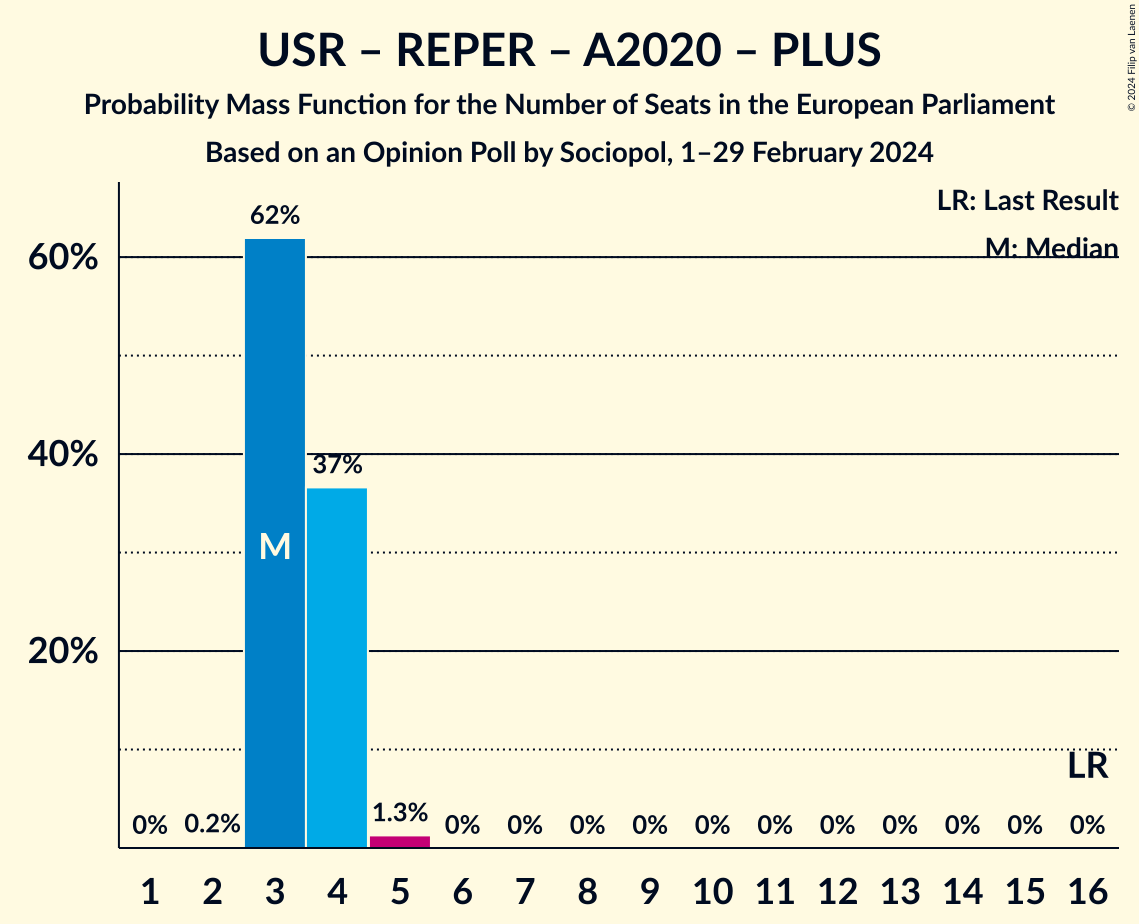 USR – REPER – A2020 – PLUS
Probability Mass Function for the Number of Seats in the European Parliament
Based on an Opinion Poll by Sociopol, 1–29 February 2024
© 2024 Filip van Laenen
LR: Last Result
M: Median
60%
40%
20%
62%
37%
M
LR
0% 0.2% 1.3% 0% 0% 0% 0% 0% 0% 0% 0% 0% 0% 0%
1 2 3 4 5 6 7 8 9 10 11 12 13 14 15 16